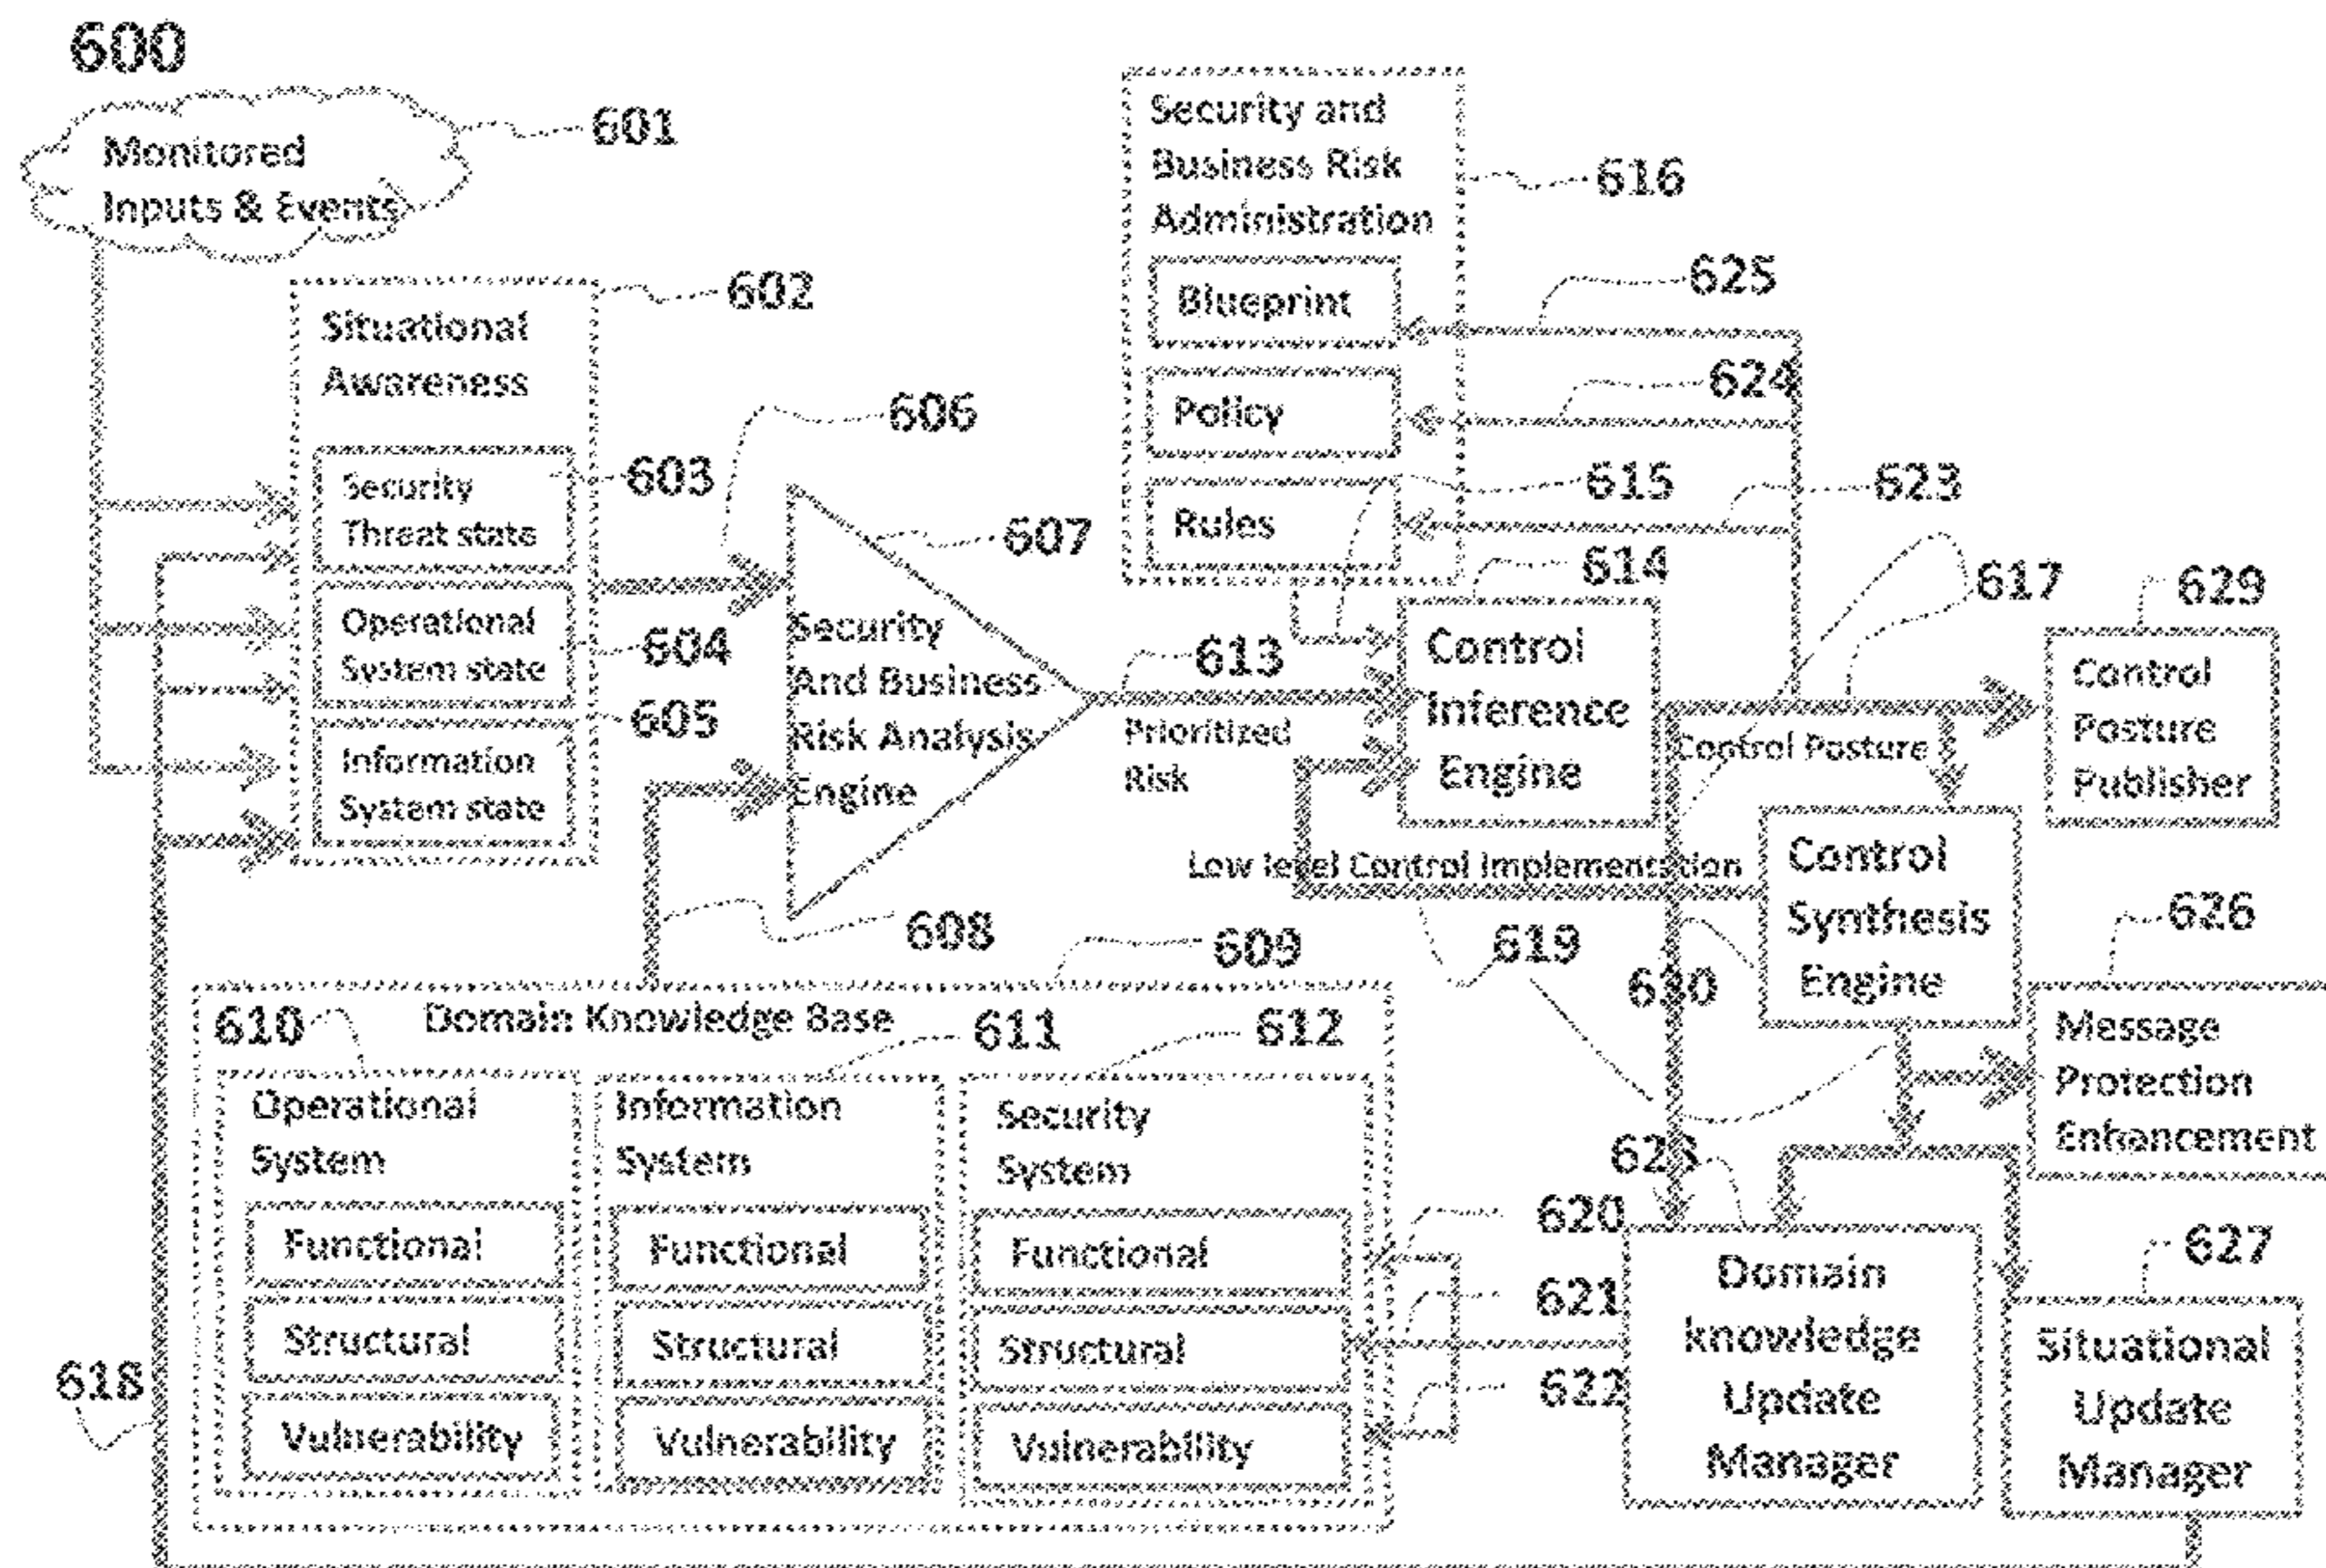 600
Monitored
Inputs & Events
601
Situational
Awareness
602
Security
Threat state
603
Operational
System state
604
Information
System state
605
606
607
Security
And Business
Risk Analysis
Engine
608
Security and
Business Risk
Administration
616
Blueprint
625
Policy
624
Rules
615
623
614
613
Prioritized
Risk
Control
Inference
Engine
617
Control Posture
629
Control
Posture
Publisher
Low level Control Implementation
Control
Synthesis
Engine
619
630
626
Message
Protection
Enhancement
609
Domain Knowledge Base
610
Operational
System
Functional
Structural
Vulnerability
611
Information
System
Functional
Structural
Vulnerability
612
Security
System
Functional
Structural
Vulnerability
618
620
621
622
628
Domain
knowledge
Update
Manager
627
Situational
Update
Manager